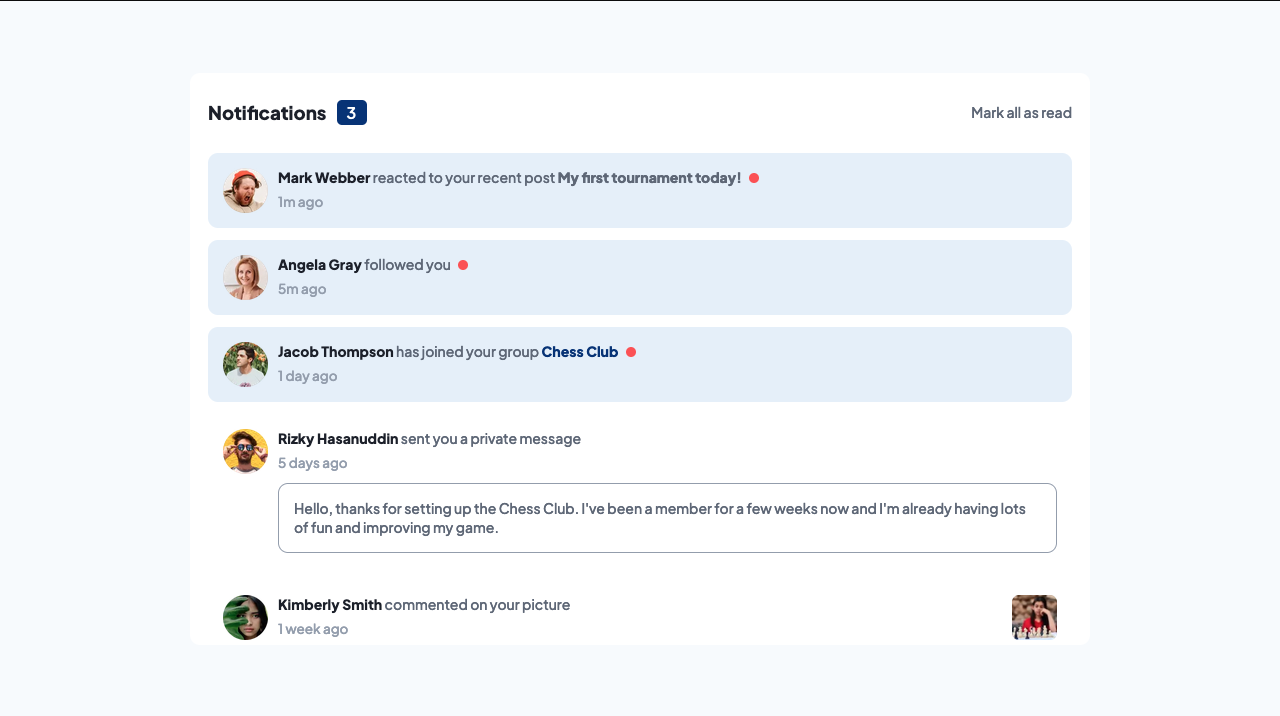 Notifications 3 Mark all as read
Mark Webber reacted to your recent post My first tournament today!
1m ago
Angela Gray followed you
5m ago
Jacob Thompson has joined your group Chess Club
1 day ago
Rizky Hasanuddin sent you a private message
5 days ago
Hello, thanks for setting up the Chess Club. I've been a member for a few weeks now and I'm already having lots
of fun and improving my game.
Kimberly Smith commented on your picture
1 week ago